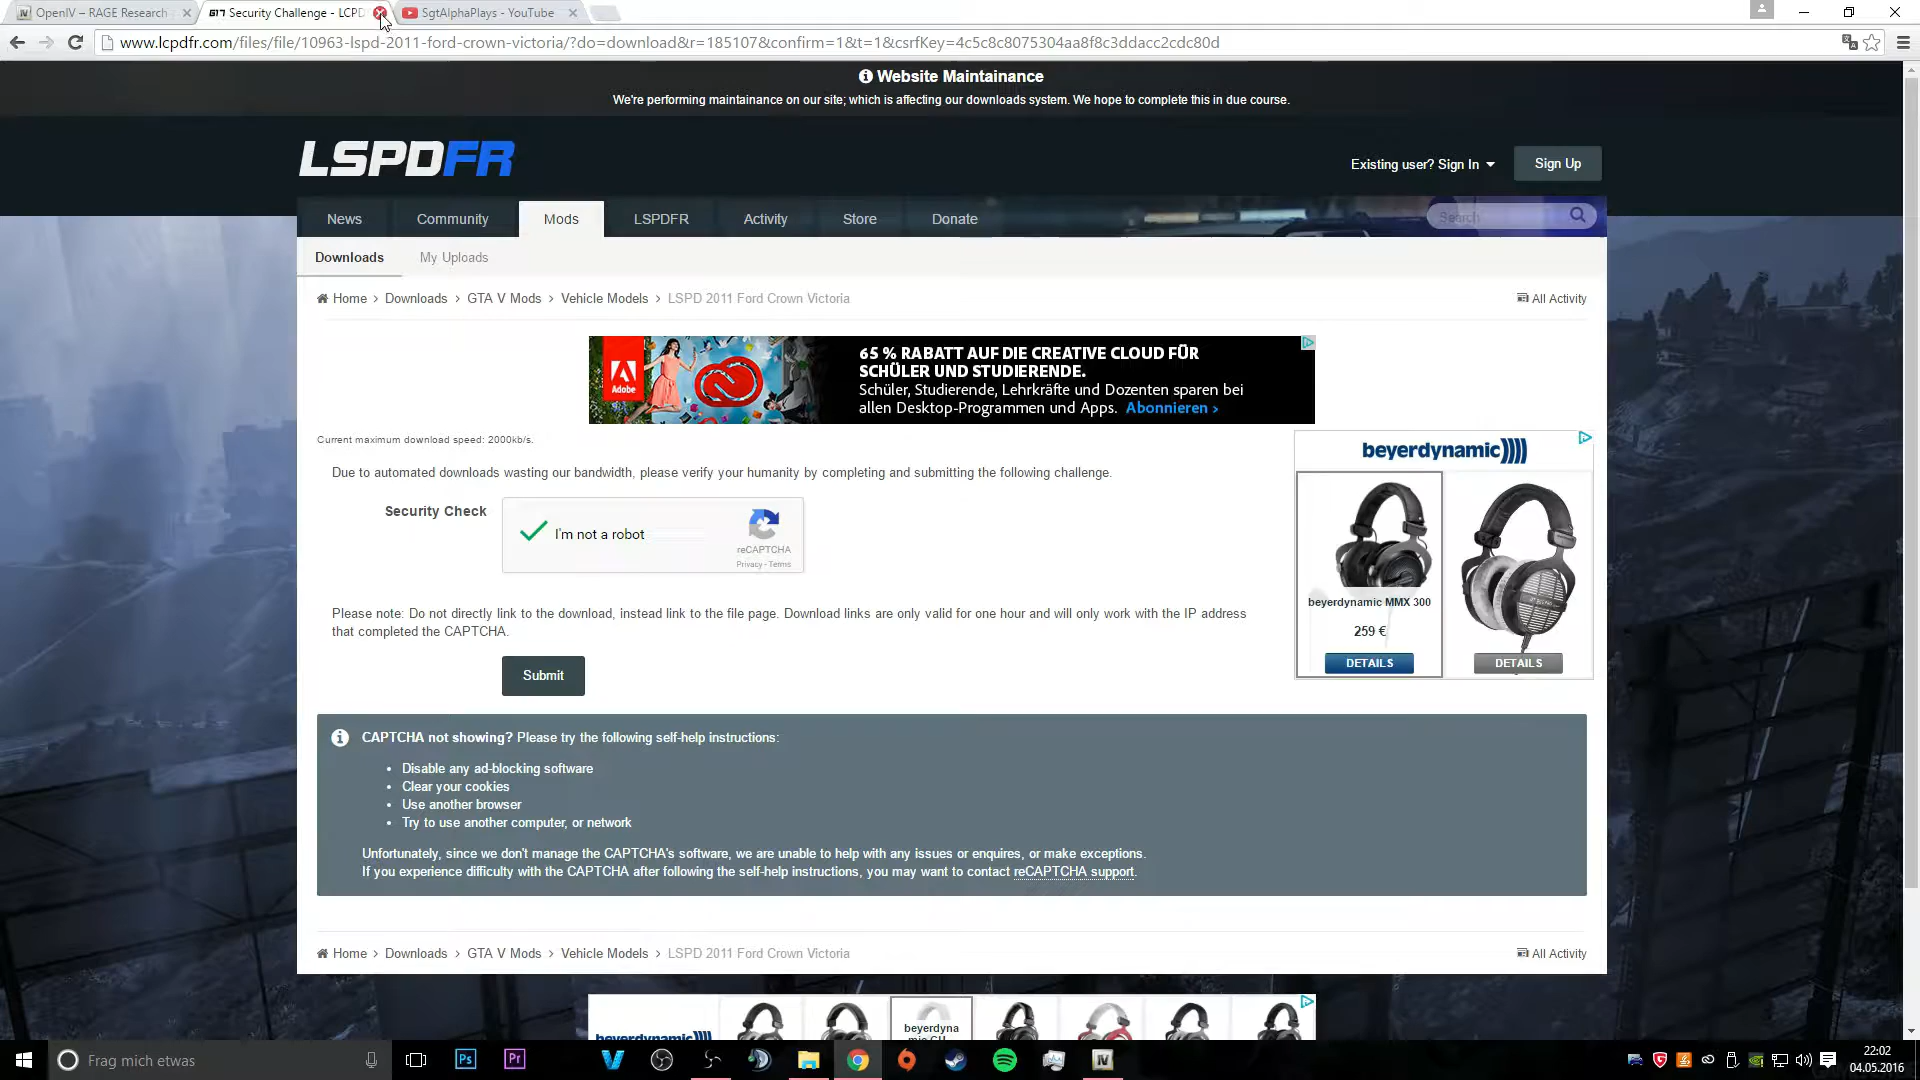 OpenIV – RAGE Research
Security Challenge - LCPD
SgtAlphaPlays - YouTube
www.lcpdfr.com/files/file/10963-lspd-2011-ford-crown-victoria/?do=download&r=185107&confirm=1&t=1&csrfKey=4c5c8c8075304aa8f8c3ddacc2cdc80d
Website Maintainance
We're performing maintainance on our site; which is affecting our downloads system. We hope to complete this in due course.
LSPDFR
Existing user? Sign In
Sign Up
News
Community
Mods
LSPDFR
Activity
Store
Donate
Search
Downloads
My Uploads
Home > Downloads > GTA V Mods > Vehicle Models > LSPD 2011 Ford Crown Victoria
All Activity
Adobe
65 % RABATT AUF DIE CREATIVE CLOUD FÜR
SCHÜLER UND STUDIERENDE.
Schüler, Studierende, Lehrkräfte und Dozenten sparen bei
allen Desktop-Programmen und Apps. Abonnieren ›
Current maximum download speed: 2000kb/s.
Due to automated downloads wasting our bandwidth, please verify your humanity by completing and submitting the following challenge.
Security Check
I'm not a robot
reCAPTCHA
Privacy - Terms
beyerdynamic
beyerdynamic MMX 300
259 €
DETAILS
DETAILS
Please note: Do not directly link to the download, instead link to the file page. Download links are only valid for one hour and will only work with the IP address
that completed the CAPTCHA.
Submit
CAPTCHA not showing? Please try the following self-help instructions:
• Disable any ad-blocking software
• Clear your cookies
• Use another browser
• Try to use another computer, or network
Unfortunately, since we don't manage the CAPTCHA's software, we are unable to help with any issues or enquires, or make exceptions.
If you experience difficulty with the CAPTCHA after following the self-help instructions, you may want to contact reCAPTCHA support.
Home > Downloads > GTA V Mods > Vehicle Models > LSPD 2011 Ford Crown Victoria
All Activity
beyerdynamic
beyerdyna
Frag mich etwas
Ps
Pr
IV
22:02
04.05.2016